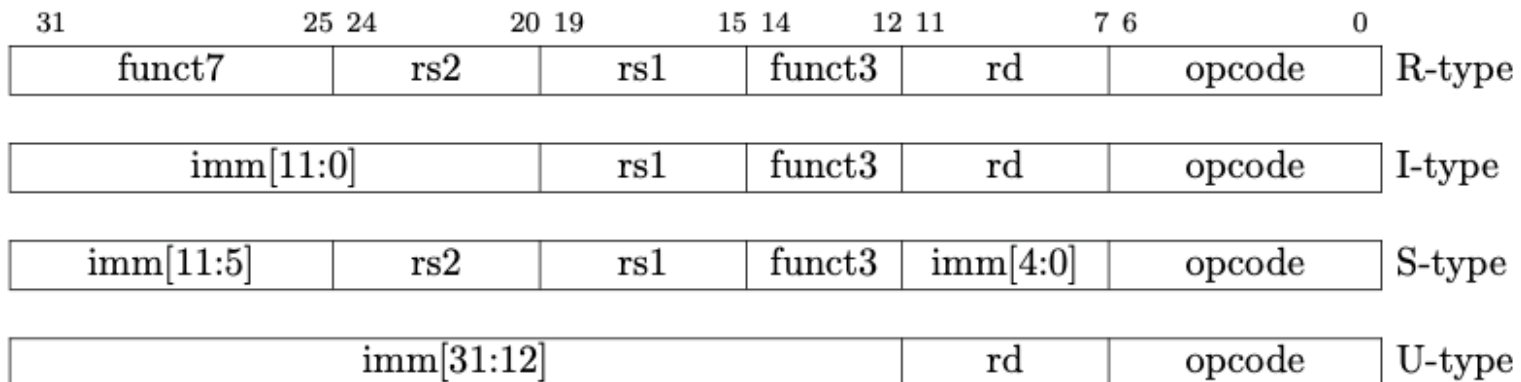 31 25 24 20 19 15 14 12 11 7 6 0
funct7 rs2 rs1 funct3 rd opcode R-type
imm[11:0] rs1 funct3 rd opcode I-type
imm[11:5] rs2 rs1 funct3 imm[4:0] opcode S-type
imm[31:12] rd opcode U-type